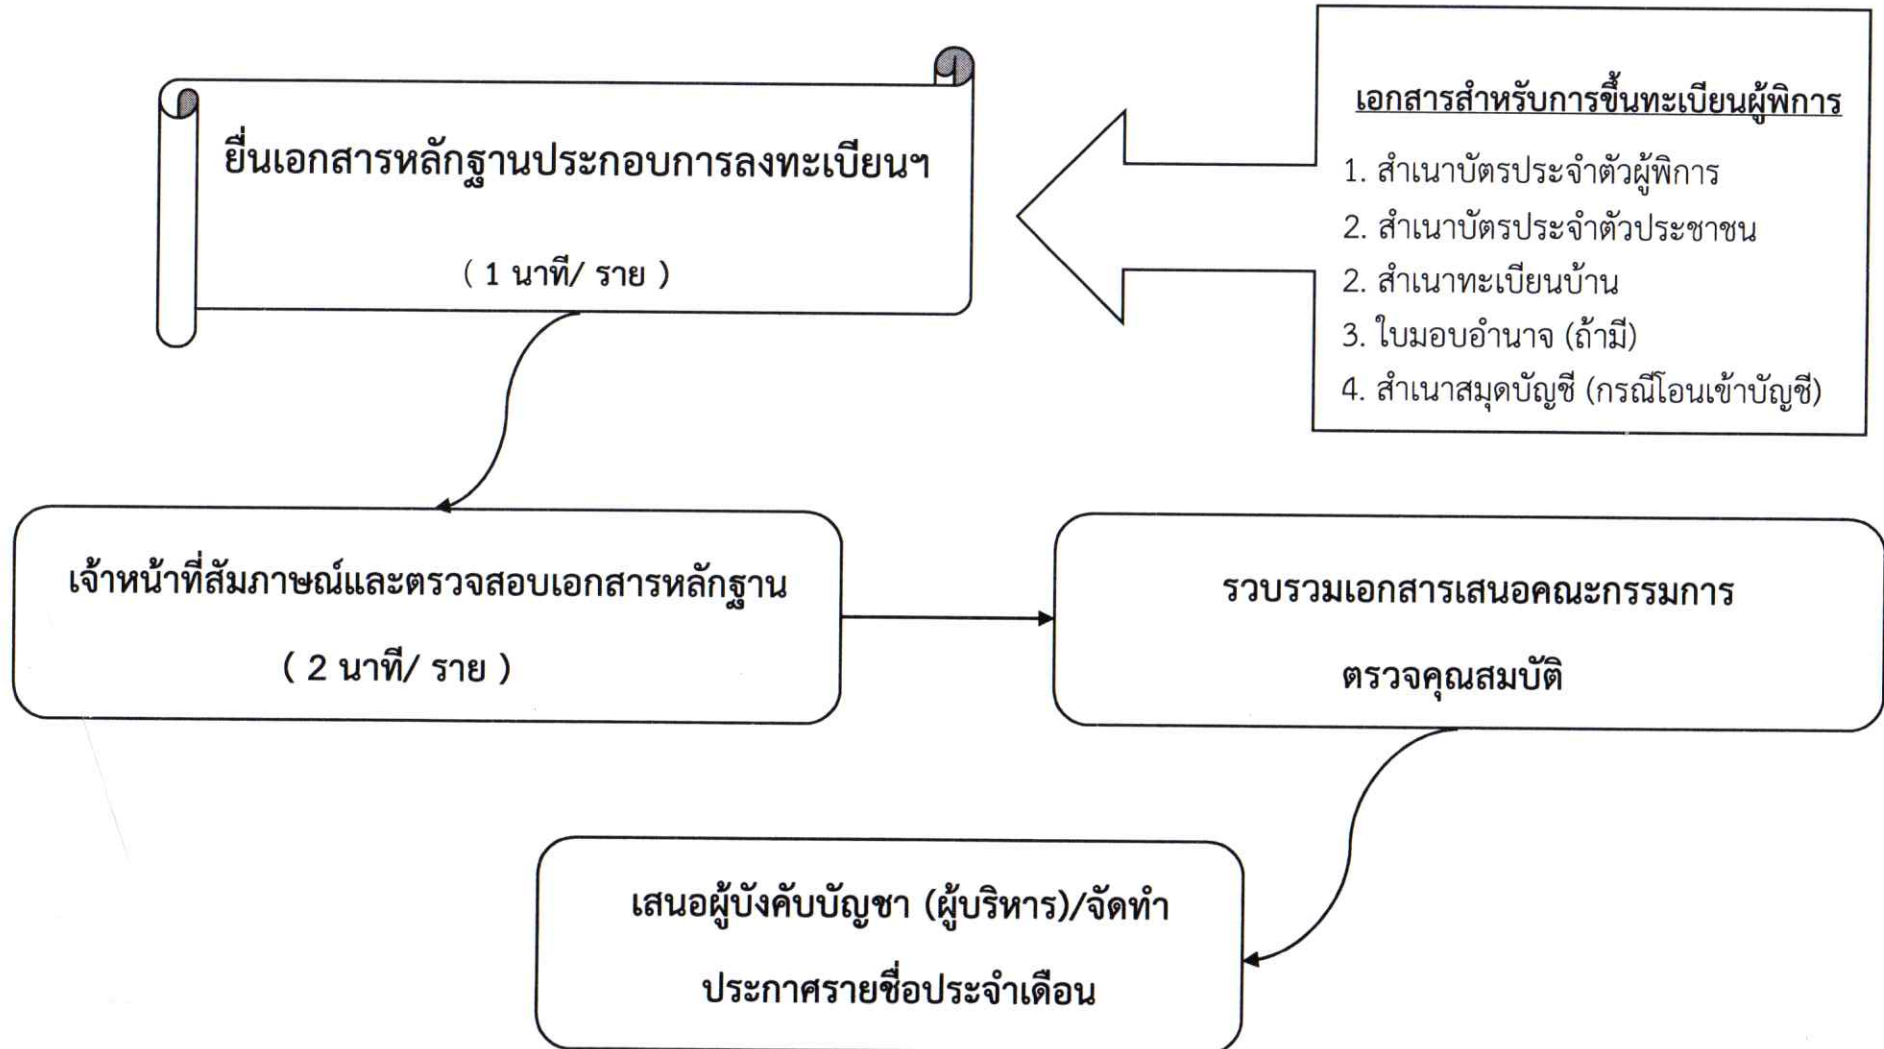 ยื่นเอกสารหลักฐานประกอบการลงทะเบียนฯ
( 1 นาที/ ราย )
เอกสารสำหรับการขึ้นทะเบียนผู้พิการ
1. สำเนาบัตรประจำตัวผู้พิการ
2. สำเนาบัตรประจำตัวประชาชน
2. สำเนาทะเบียนบ้าน
3. ใบมอบอำนาจ (ถ้ามี)
4. สำเนาสมุดบัญชี (กรณีโอนเข้าบัญชี)
เจ้าหน้าที่สัมภาษณ์และตรวจสอบเอกสารหลักฐาน
( 2 นาที/ ราย )
รวบรวมเอกสารเสนอคณะกรรมการ
ตรวจคุณสมบัติ
เสนอผู้บังคับบัญชา (ผู้บริหาร)/จัดทำ
ประกาศรายชื่อประจำเดือน